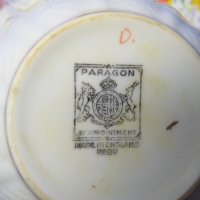 D.
PARAGON
BY APPOINTMENT
MADE IN ENGLAND
REGD